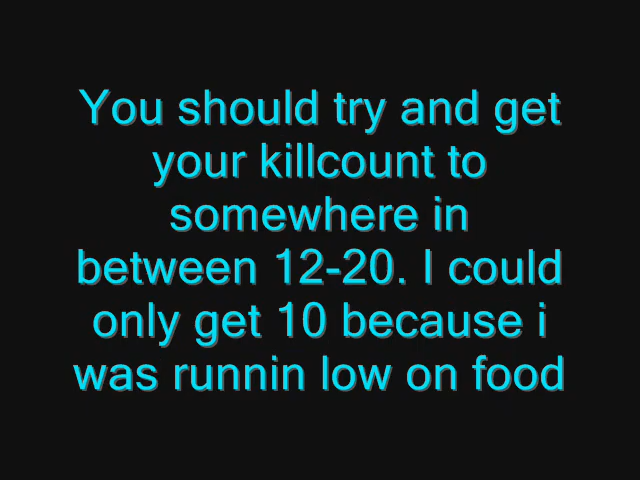 You should try and get
your killcount to
somewhere in
between 12-20. I could
only get 10 because i
was runnin low on food